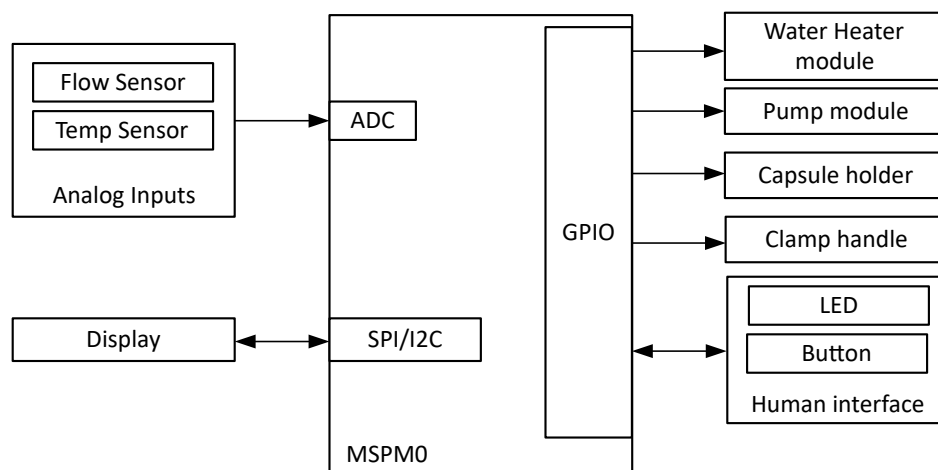 Flow Sensor
Temp Sensor
Analog Inputs
Display
ADC
SPI/I2C
MSPM0
GPIO
Water Heater
module
Pump module
Capsule holder
Clamp handle
LED
Button
Human interface